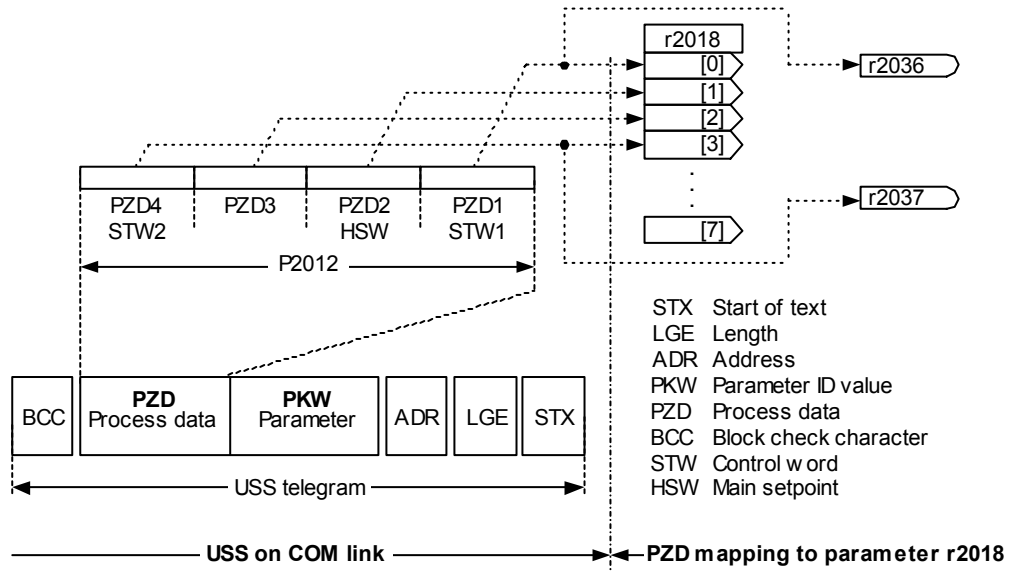 r2018
[0]
[1]
[2]
[3]
[7]
r2036
r2037
PZD4 STW2
PZD3
PZD2 HSW
PZD1 STW1
P2012
STX Start of text
LGE Length
ADR Address
PKW Parameter ID value
PZD Process data
BCC Block check character
STW Control word
HSW Main setpoint
BCC
PZD Process data
PKW Parameter
ADR
LGE
STX
USS telegram
USS on COM link
PZD mapping to parameter r2018